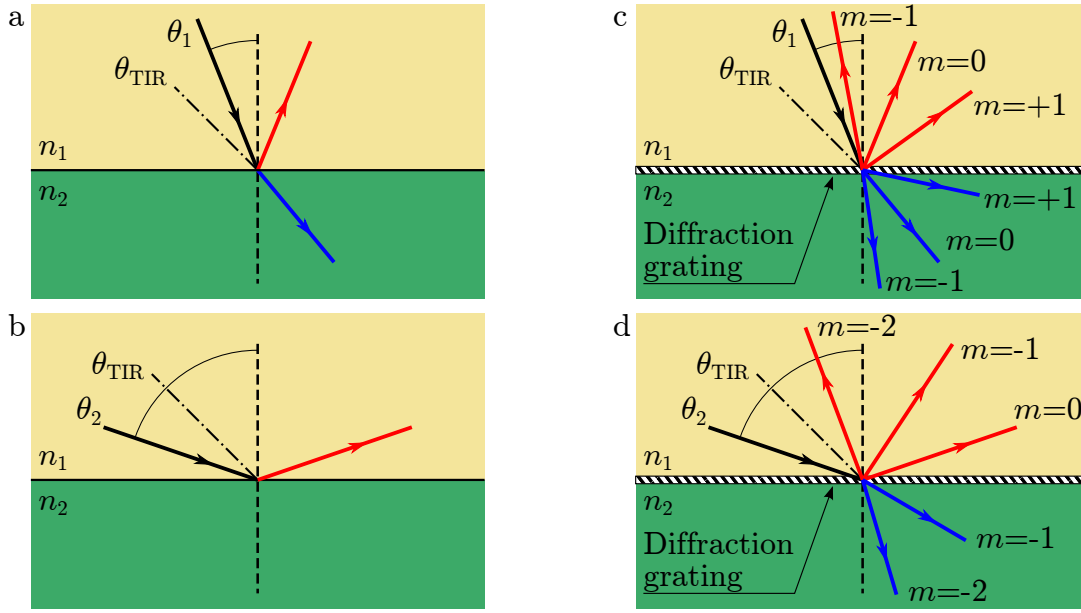 a
θ1
θTIR
n1
n2
b
θTIR
θ2
n1
n2
c
m=-1
θ1
m=0
θTIR
m=+1
n1
n2
m=+1
Diffraction
grating
m=0
m=-1
d
m=-2
m=-1
θTIR
θ2
m=0
n1
n2
Diffraction
grating
m=-1
m=-2